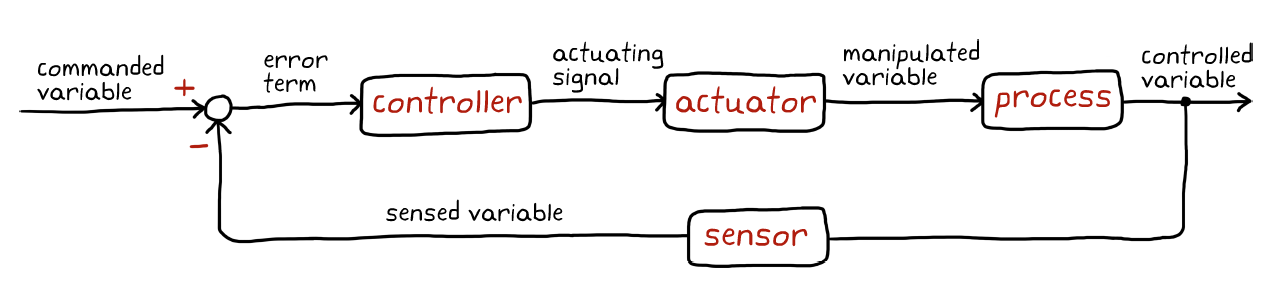 commanded
variable
+
−
error
term
controller
actuating
signal
actuator
manipulated
variable
process
controlled
variable
sensed variable
sensor